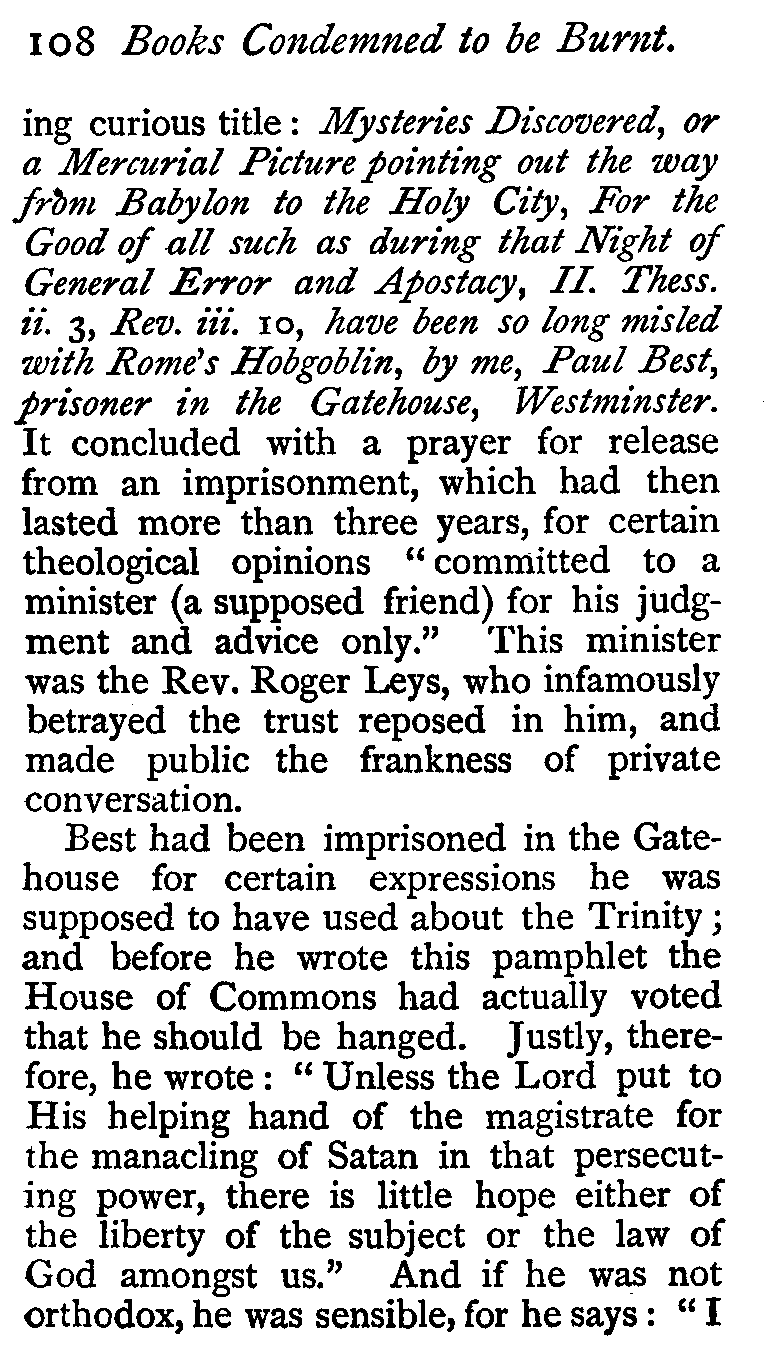 108 Books Condemned to be Burnt.
ing curious title : Mysteries Discovered, or
a Mercurial Picture pointing out the way
from Babylon to the Holy City, For the
Good of all such as during that Night of
General Error and Apostacy, II. Thess.
ii. 3, Rev. iii. 10, have been so long misled
with Rome's Hobgoblin, by me, Paul Best,
prisoner in the Gatehouse, Westminster.
It concluded with a prayer for release
from an imprisonment, which had then
lasted more than three years, for certain
theological opinions “committed to a
minister (a supposed friend) for his judg-
ment and advice only.” This minister
was the Rev. Roger Leys, who infamously
betrayed the trust reposed in him, and
made public the frankness of private
conversation.
Best had been imprisoned in the Gate-
house for certain expressions he was
supposed to have used about the Trinity ;
and before he wrote this pamphlet the
House of Commons had actually voted
that he should be hanged. Justly, there-
fore, he wrote : “Unless the Lord put to
His helping hand of the magistrate for
the manacling of Satan in that persecut-
ing power, there is little hope either of
the liberty of the subject or the law of
God amongst us.” And if he was not
orthodox, he was sensible, for he says : “I